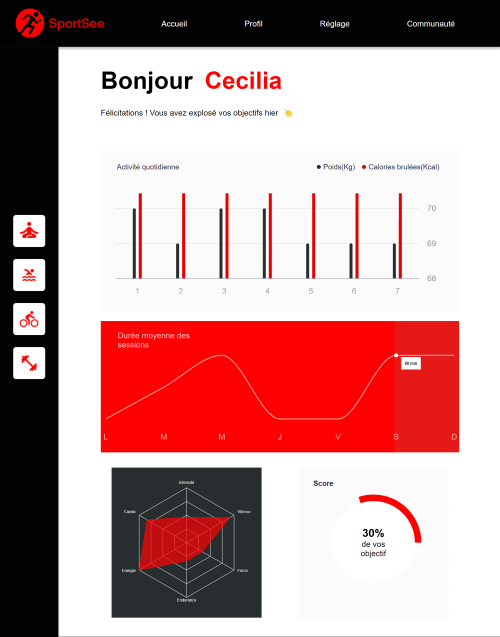 SportSee
Accueil Profil Réglage Communauté
Bonjour Cecilia
Félicitations ! Vous avez explosé vos objectifs hier
Activité quotidienne
Poids(Kg) Calories brulées(Kcal)
70
69
68
1 2 3 4 5 6 7
Durée moyenne des
sessions
50 min
L M M J V S D
Intensité
Cardio
Vitesse
Energie
Force
Endurance
Score
30%
de vos
objectif